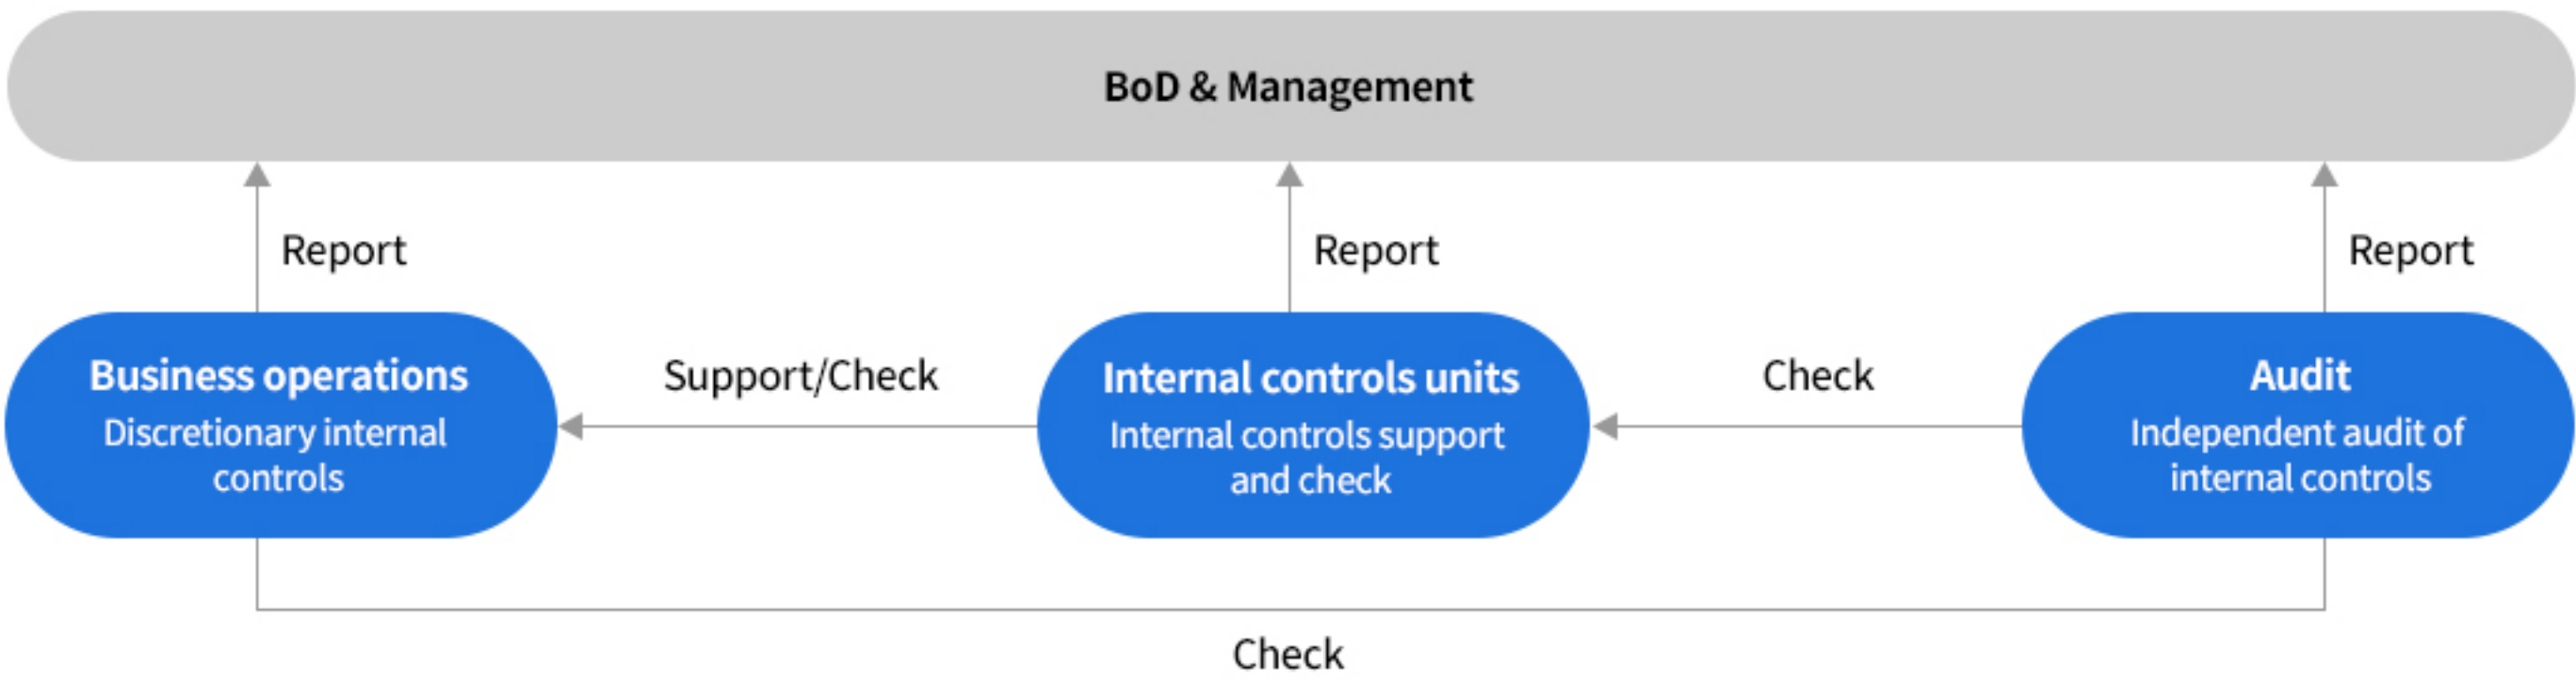 BoD & Management
Report
Report
Report
Business operations
Discretionary internal
controls
Support/Check
Internal controls units
Internal controls support
and check
Check
Audit
Independent audit of
internal controls
Check